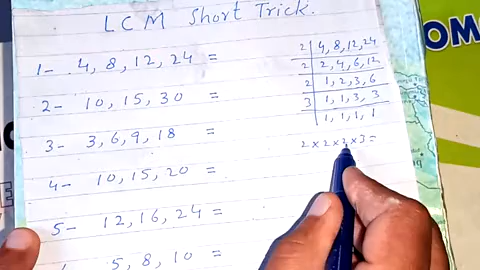 LCM Short Trick.
1- 4, 8, 12, 24 =
2- 10, 15, 30 =
3- 3, 6, 9, 18 =
4- 10, 15, 20 =
5- 12, 16, 24 =
5, 8, 10 =
2 | 4, 8, 12, 24
2 | 2, 4, 6, 12
2 | 1, 2, 3, 6
3 | 1, 1, 3, 3
1, 1, 1, 1
2 × 2 × 2 × 3 =
OM